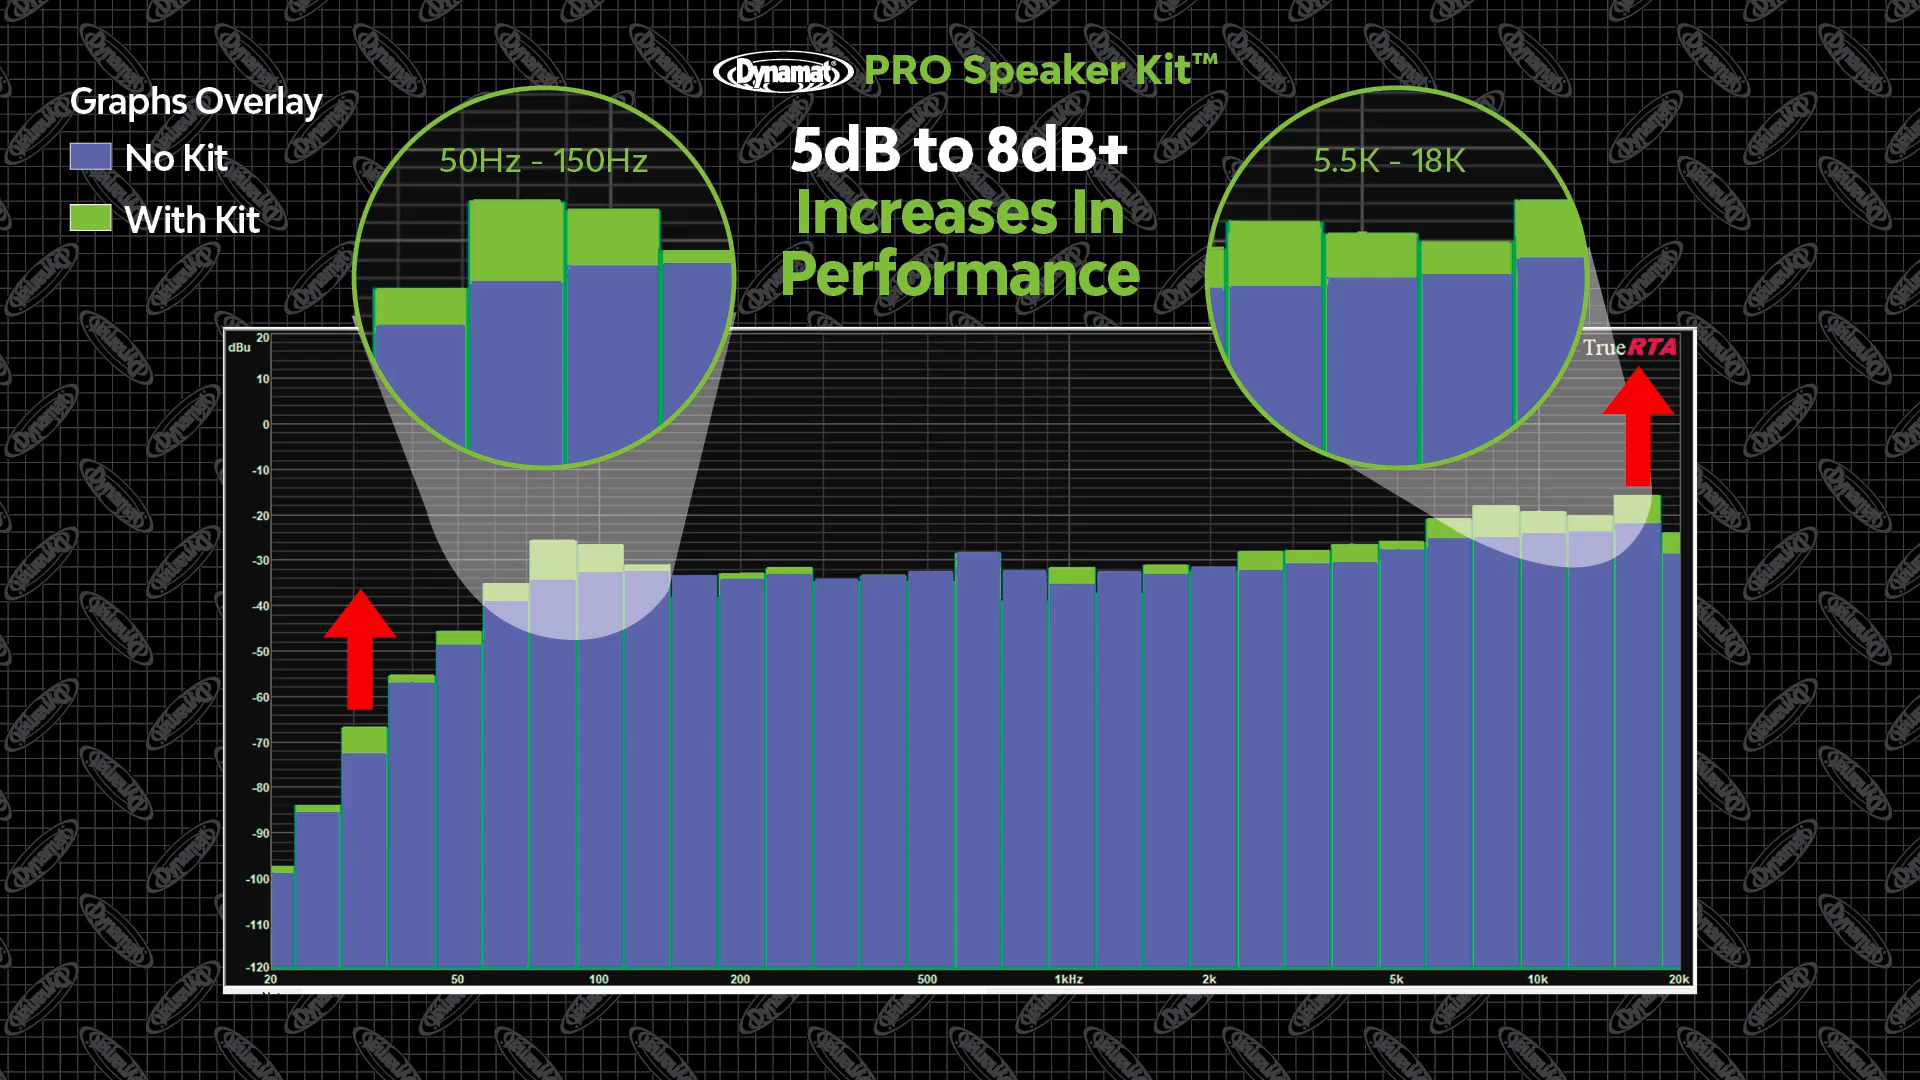 Dynamat® PRO Speaker Kit™
Graphs Overlay
No Kit
With Kit
5dB to 8dB+
Increases In
Performance
50Hz - 150Hz
5.5K - 18K
TrueRTA
dBu
20
10
0
-10
-20
-30
-40
-50
-60
-70
-80
-90
-100
-110
-120
20 50 100 200 500 1kHz 2k 5k 10k 20k